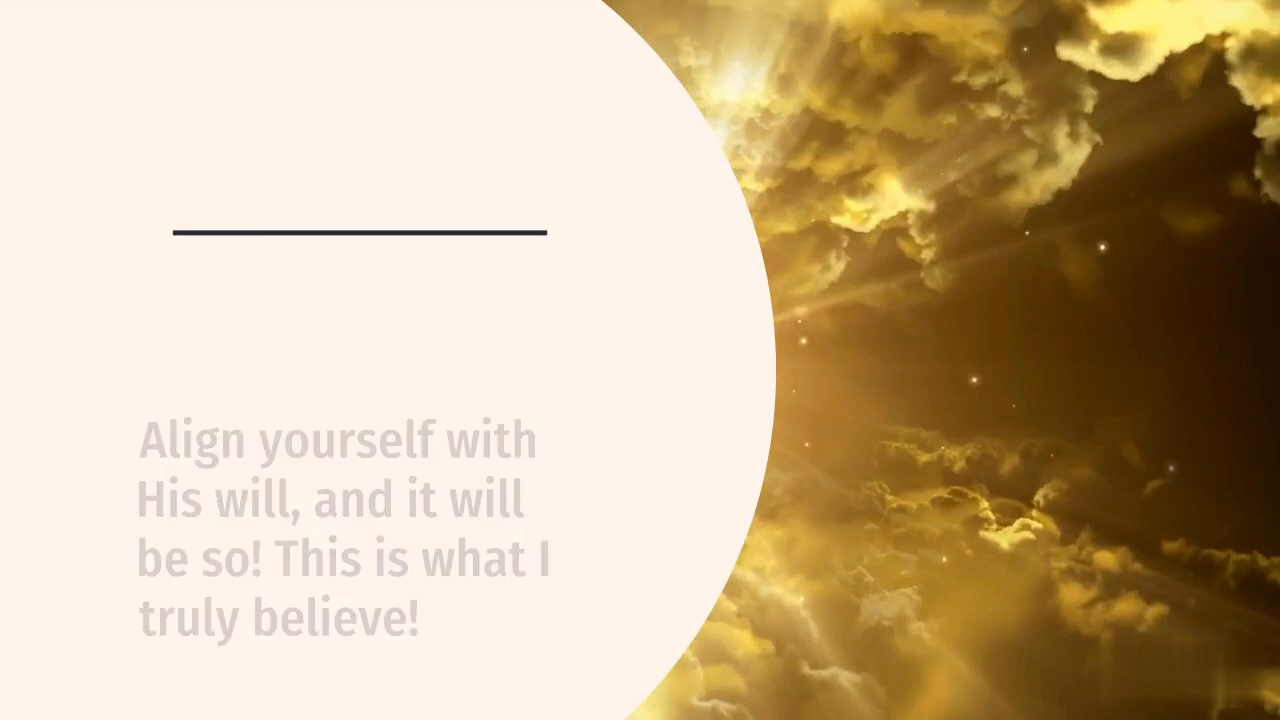 Align yourself with
His will, and it will
be so! This is what I
truly believe!